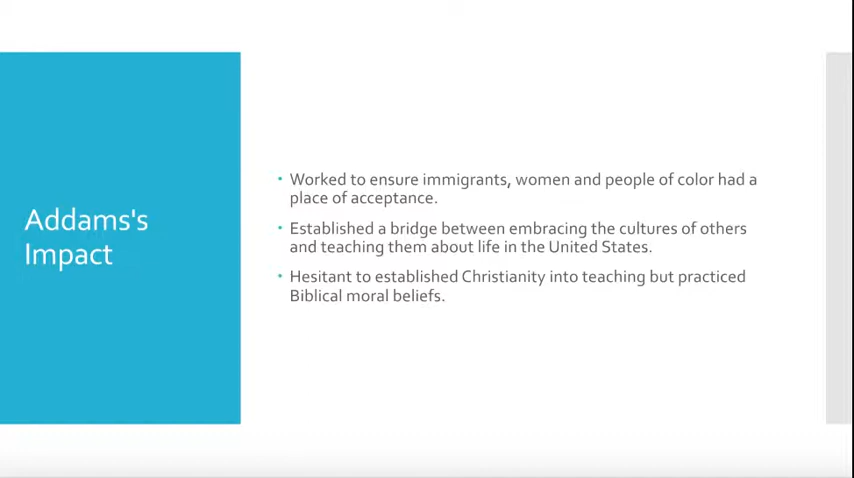 Addams's
Impact
• Worked to ensure immigrants, women and people of color had a
place of acceptance.
• Established a bridge between embracing the cultures of others
and teaching them about life in the United States.
• Hesitant to established Christianity into teaching but practiced
Biblical moral beliefs.